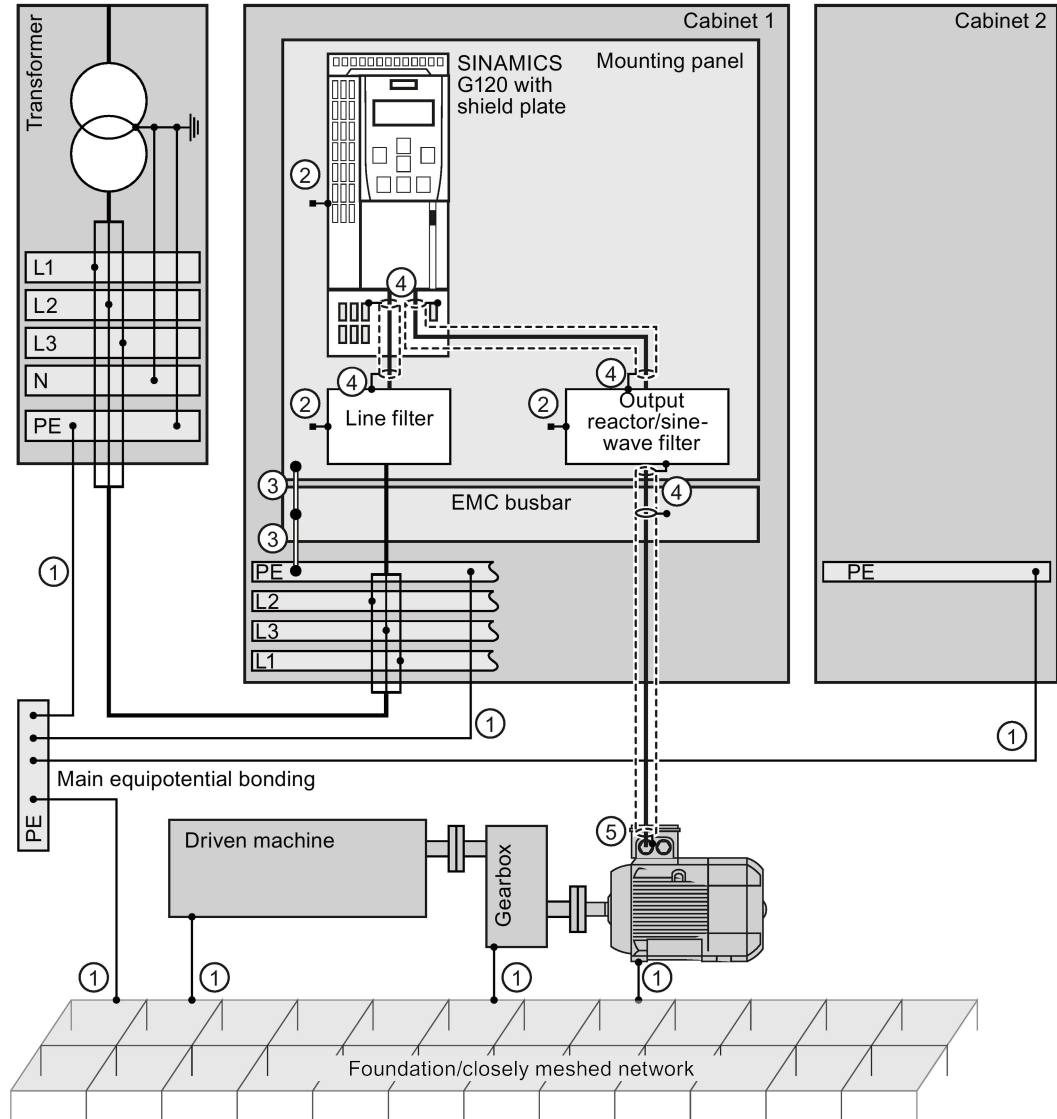 Transformer
L1
L2
L3
N
PE
1
PE
Main equipotential bonding
Cabinet 1
Mounting panel
SINAMICS
G120 with
shield plate
2
4
4
2
Line filter
4
2
Output
reactor/sine-
wave filter
3
3
EMC busbar
4
PE
L2
L3
L1
1
Cabinet 2
PE
1
Driven machine
Gearbox
5
1
1
1
1
Foundation/closely meshed network